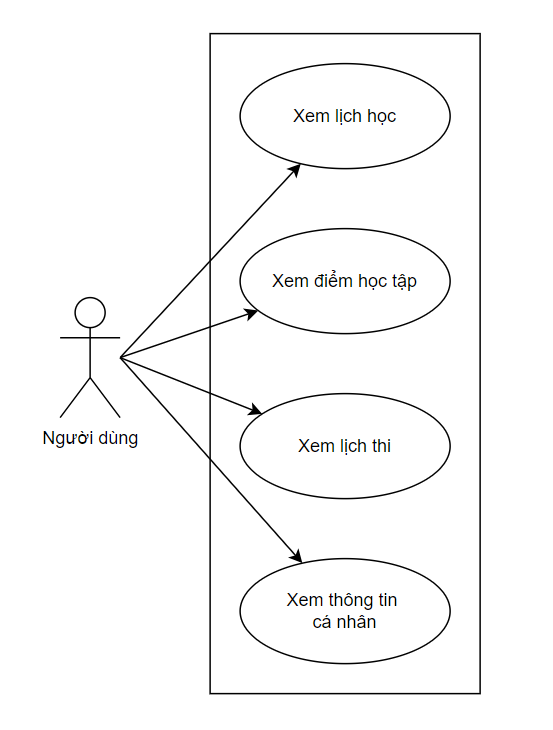 Xem lịch học
Xem điểm học tập
Người dùng
Xem lịch thi
Xem thông tin
cá nhân